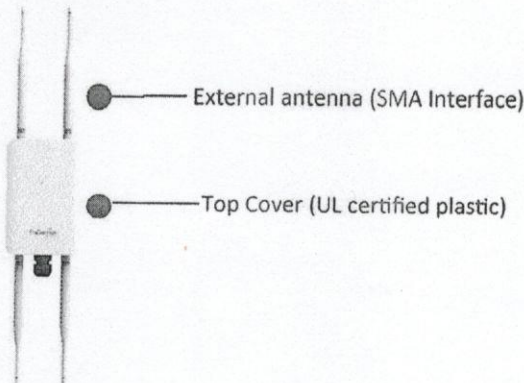 External antenna (SMA Interface)
Top Cover (UL certified plastic)